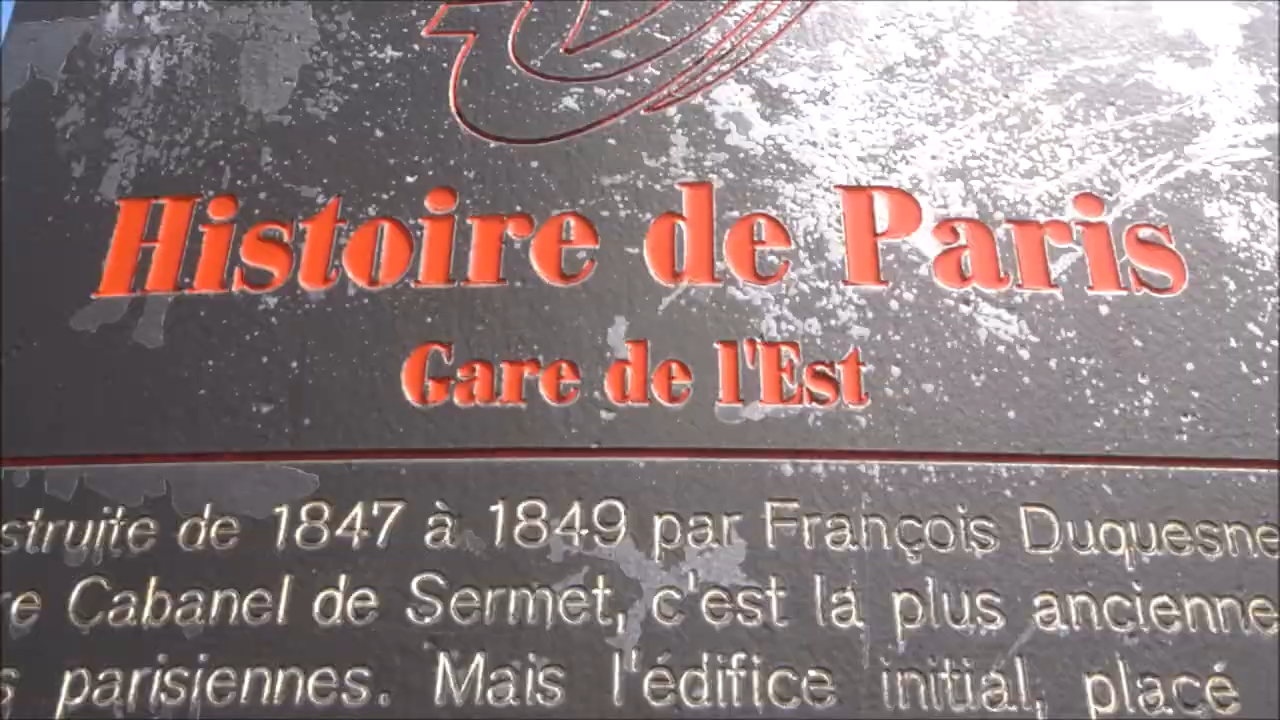 Histoire de Paris
Gare de l'Est
struite de 1847 à 1849 par François Duquesne
re Cabanel de Sermet, c'est la plus ancienne
s parisiennes. Mais l'édifice initial, placé